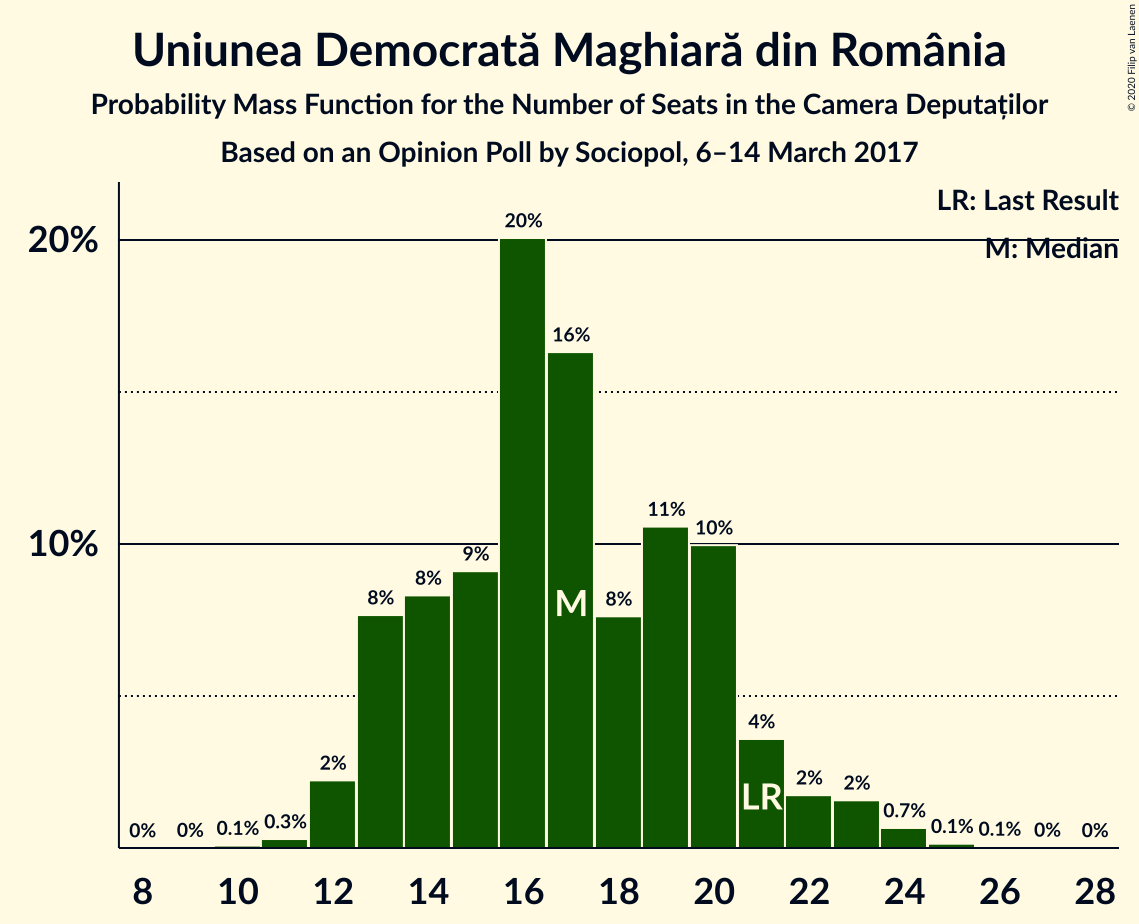 Uniunea Democrată Maghiară din România
Probability Mass Function for the Number of Seats in the Camera Deputaților
Based on an Opinion Poll by Sociopol, 6–14 March 2017
© 2020 Filip van Laenen
LR: Last Result
M: Median
20%
10%
0% 0% 0.1% 0.3% 2% 8% 8% 9% 20% 16% 8% 11% 10% 4% 2% 2% 0.7% 0.1% 0.1% 0% 0%
M
LR
8 10 12 14 16 18 20 22 24 26 28